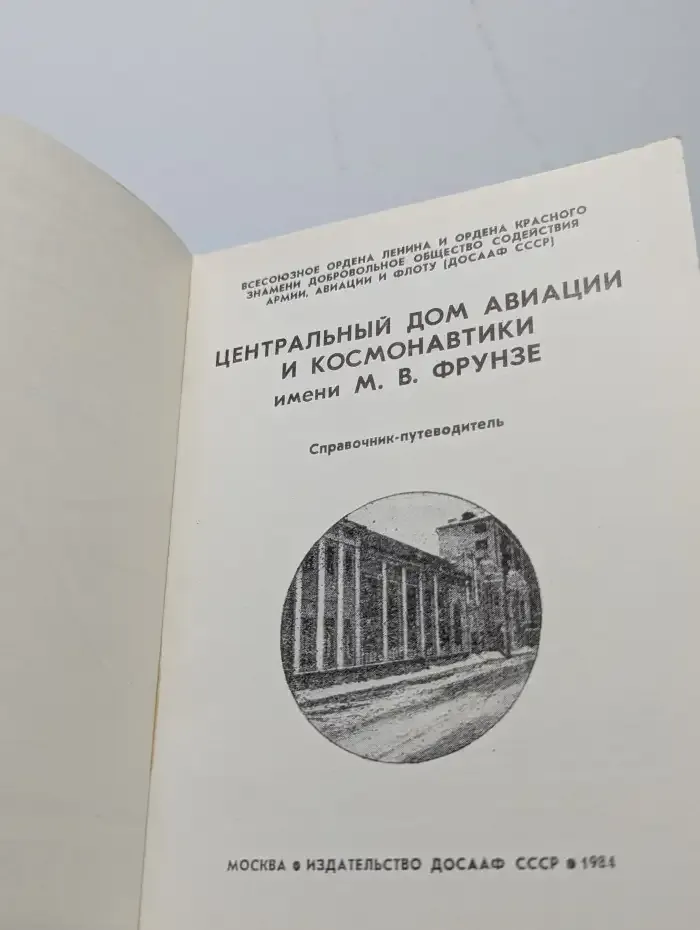 ВСЕСОЮЗНОЕ ОРДЕНА ЛЕНИНА И ОРДЕНА КРАСНОГО
ЗНАМЕНИ ДОБРОВОЛЬНОЕ ОБЩЕСТВО СОДЕЙСТВИЯ
АРМИИ, АВИАЦИИ И ФЛОТУ (ДОСААФ СССР)
ЦЕНТРАЛЬНЫЙ ДОМ АВИАЦИИ
И КОСМОНАВТИКИ
имени М. В. ФРУНЗЕ
Справочник-путеводитель
МОСКВА • ИЗДАТЕЛЬСТВО ДОСААФ СССР • 1984